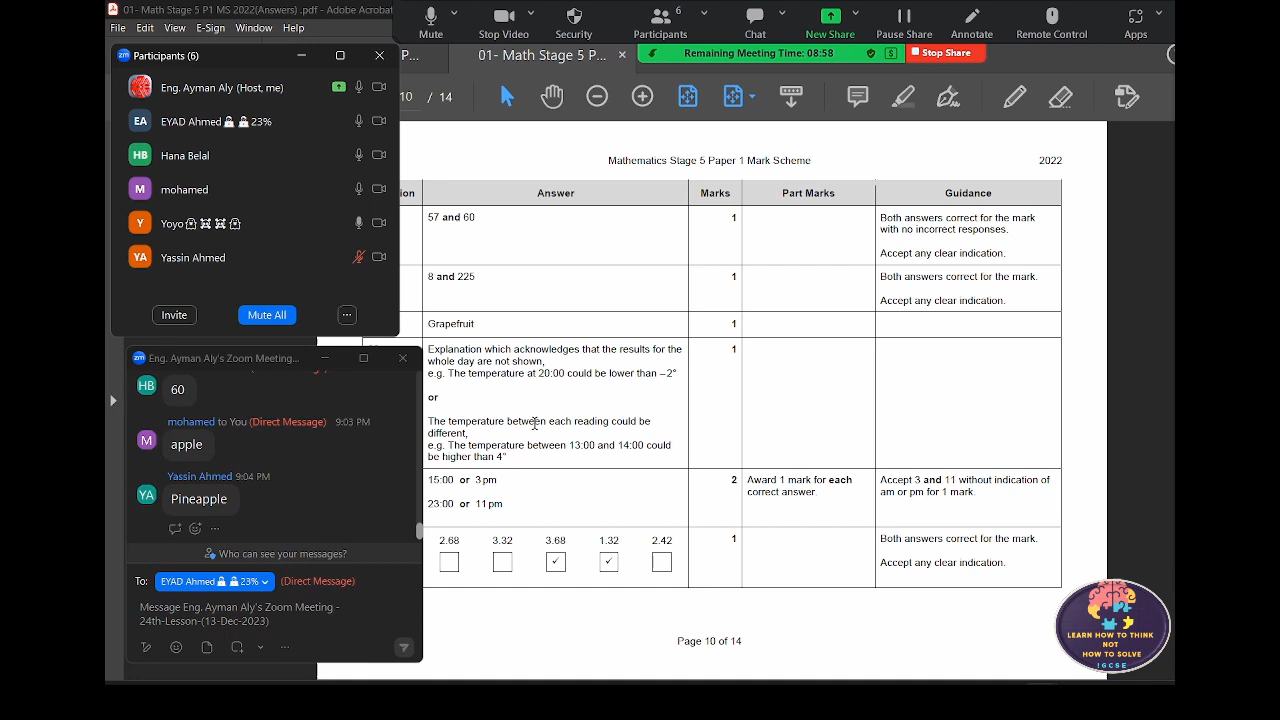 01- Math Stage 5 P1 MS 2022(Answers) .pdf - Adobe Acrobat
File Edit View E-Sign Window Help
Mute Stop Video Security Participants 6 Chat New Share Pause Share Annotate Remote Control Apps
P... 01- Math Stage 5 P...
Remaining Meeting Time: 08:58
Stop Share
10 / 14
Participants (6)
Eng. Ayman Aly (Host, me)
EA EYAD Ahmed 23%
HB Hana Belal
M mohamed
Y Yoyo
YA Yassin Ahmed
Invite Mute All
Eng. Ayman Aly's Zoom Meeting...
HB 60
mohamed to You (Direct Message) 9:03 PM
M apple
Yassin Ahmed 9:04 PM
YA Pineapple
Who can see your messages?
To: EYAD Ahmed 23% (Direct Message)
Message Eng. Ayman Aly's Zoom Meeting -
24th-Lesson-(13-Dec-2023)
Mathematics Stage 5 Paper 1 Mark Scheme 2022
ion Answer Marks Part Marks Guidance
57 and 60 1 Both answers correct for the mark
with no incorrect responses.
Accept any clear indication.
8 and 225 1 Both answers correct for the mark.
Accept any clear indication.
Grapefruit 1
Explanation which acknowledges that the results for the 1
whole day are not shown,
e.g. The temperature at 20:00 could be lower than −2°
or
The temperature between each reading could be
different,
e.g. The temperature between 13:00 and 14:00 could
be higher than 4°
15:00 or 3 pm 2 Award 1 mark for each Accept 3 and 11 without indication of
correct answer. am or pm for 1 mark.
23:00 or 11 pm
2.68 3.32 3.68 1.32 2.42 1 Both answers correct for the mark.
✓ ✓ Accept any clear indication.
Page 10 of 14
LEARN HOW TO THINK
NOT
HOW TO SOLVE
IGCSE